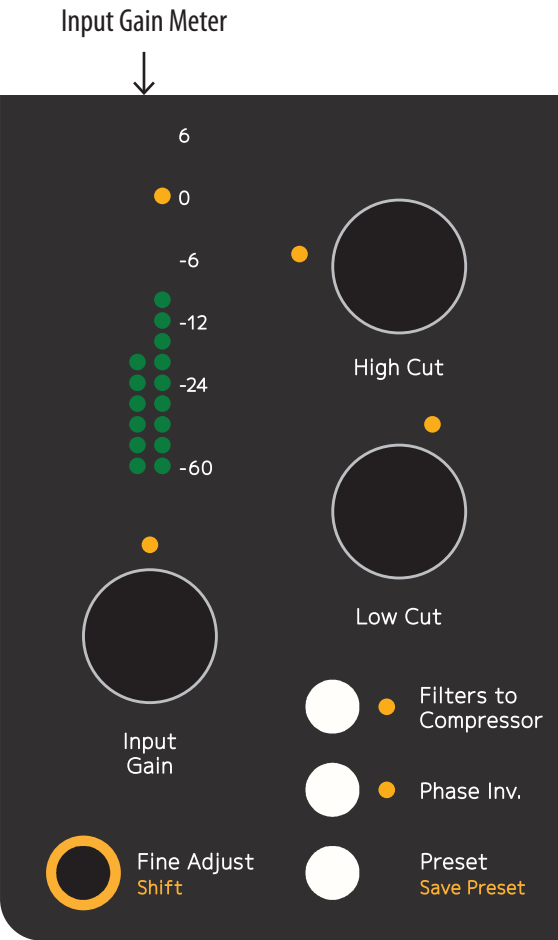 Input Gain Meter
6
0
-6
-12
-24
-60
High Cut
Low Cut
Input
Gain
Filters to
Compressor
Phase Inv.
Fine Adjust
Shift
Preset
Save Preset